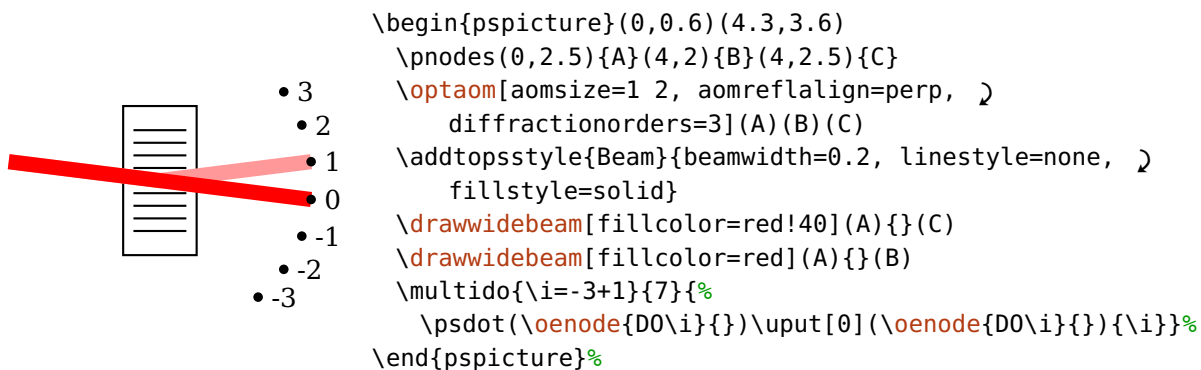 3
2
1
0
-1
-2
-3
\begin{pspicture}(0,0.6)(4.3,3.6)
\pnodes(0,2.5){A}(4,2){B}(4,2.5){C}
\optaom[aomsize=1 2, aomreflalign=perp,
diffractionorders=3](A)(B)(C)
\addtopsstyle{Beam}{beamwidth=0.2, linestyle=none,
fillstyle=solid}
\drawwidebeam[fillcolor=red!40](A){}(C)
\drawwidebeam[fillcolor=red](A){}(B)
\multido{\i=-3+1}{7}{%
\psdot(\oenode{DO\i}{})\uput[0](\oenode{DO\i}{}){\i}}%
\end{pspicture}%